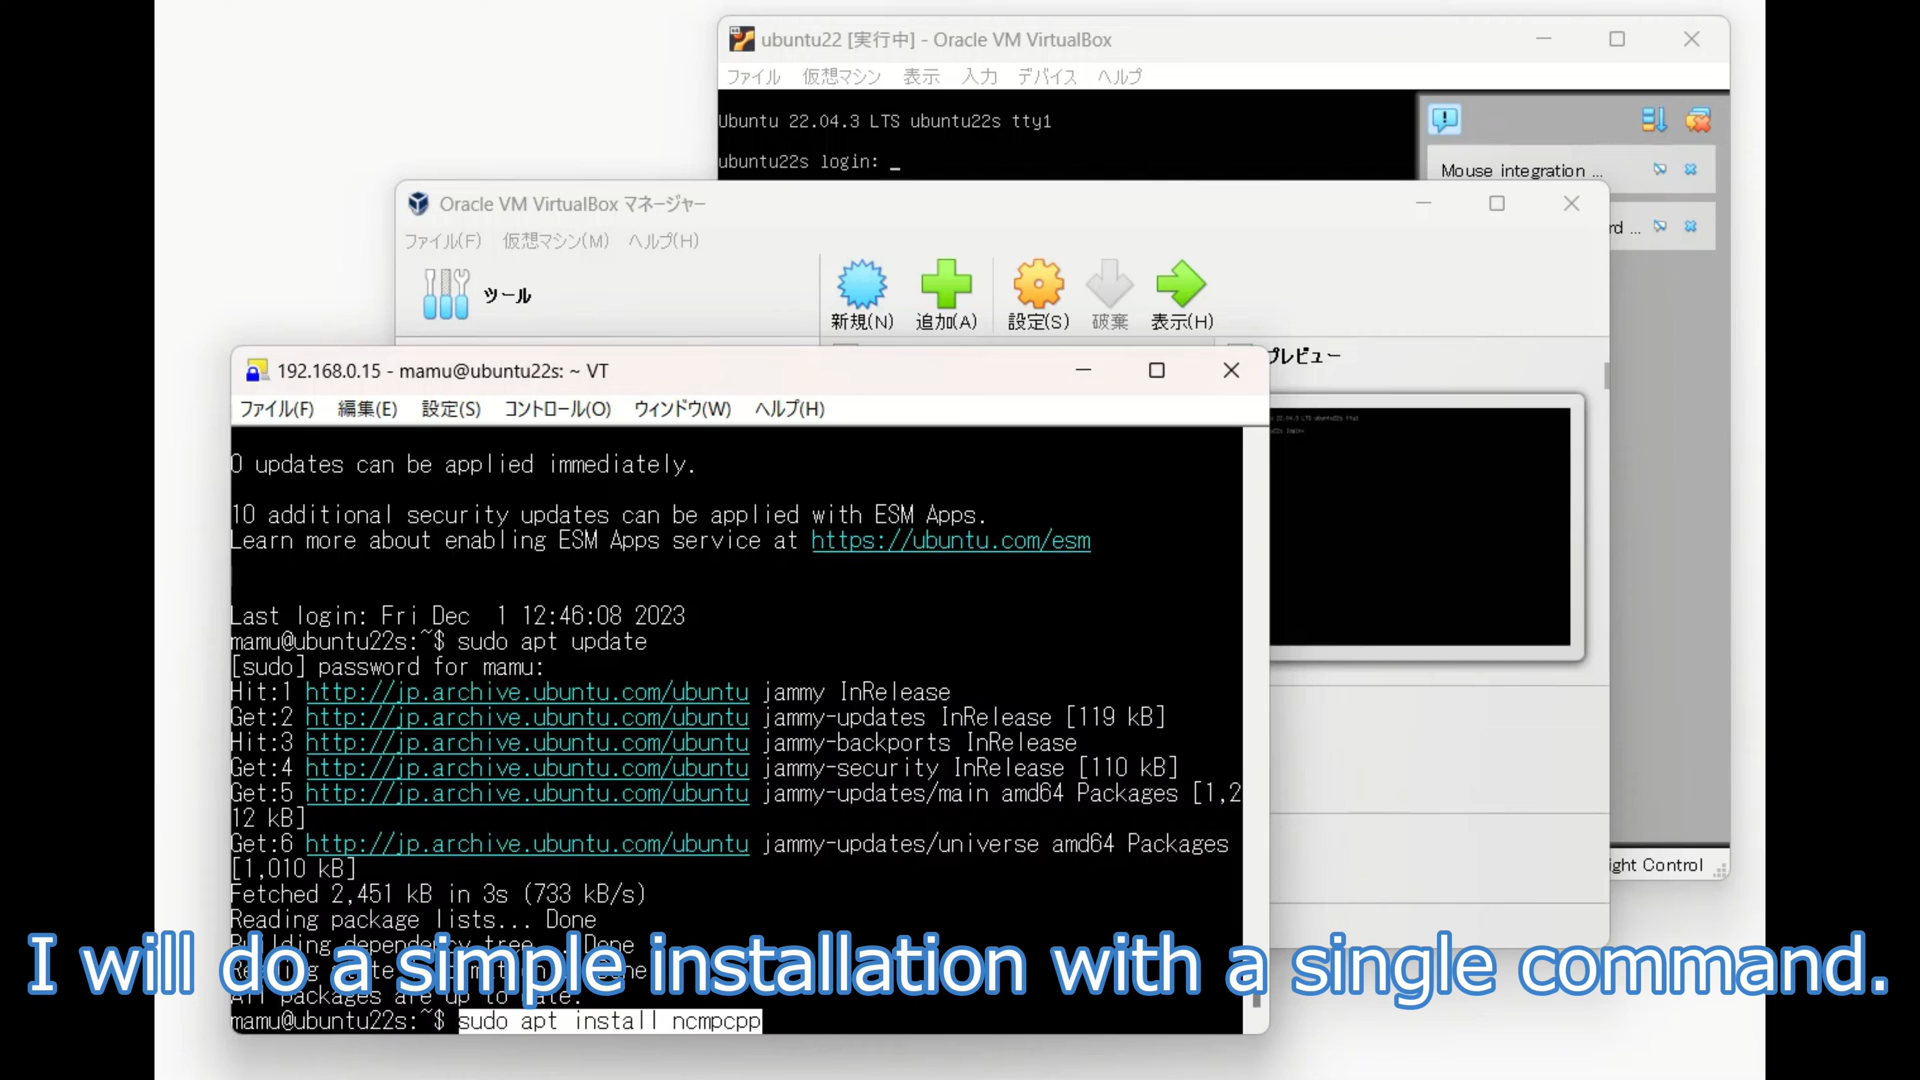 ubuntu22 [実行中] - Oracle VM VirtualBox
ファイル 仮想マシン 表示 入力 デバイス ヘルプ
Ubuntu 22.04.3 LTS ubuntu22s tty1
ubuntu22s login: _
Mouse integration ...
rd ...
Oracle VM VirtualBox マネージャー
ファイル(F) 仮想マシン(M) ヘルプ(H)
ツール
新規(N) 追加(A) 設定(S) 破棄 表示(H)
プレビュー
192.168.0.15 - mamu@ubuntu22s: ~ VT
ファイル(F) 編集(E) 設定(S) コントロール(O) ウィンドウ(W) ヘルプ(H)
0 updates can be applied immediately.
10 additional security updates can be applied with ESM Apps.
Learn more about enabling ESM Apps service at https://ubuntu.com/esm
Last login: Fri Dec  1 12:46:08 2023
mamu@ubuntu22s:~$ sudo apt update
[sudo] password for mamu:
Hit:1 http://jp.archive.ubuntu.com/ubuntu jammy InRelease
Get:2 http://jp.archive.ubuntu.com/ubuntu jammy-updates InRelease [119 kB]
Hit:3 http://jp.archive.ubuntu.com/ubuntu jammy-backports InRelease
Get:4 http://jp.archive.ubuntu.com/ubuntu jammy-security InRelease [110 kB]
Get:5 http://jp.archive.ubuntu.com/ubuntu jammy-updates/main amd64 Packages [1,2
12 kB]
Get:6 http://jp.archive.ubuntu.com/ubuntu jammy-updates/universe amd64 Packages
[1,010 kB]
Fetched 2,451 kB in 3s (733 kB/s)
Reading package lists... Done
Building dependency tree... Done
All packages are up to date.
mamu@ubuntu22s:~$ sudo apt install ncmpcpp
ight Control
I will do a simple installation with a single command.